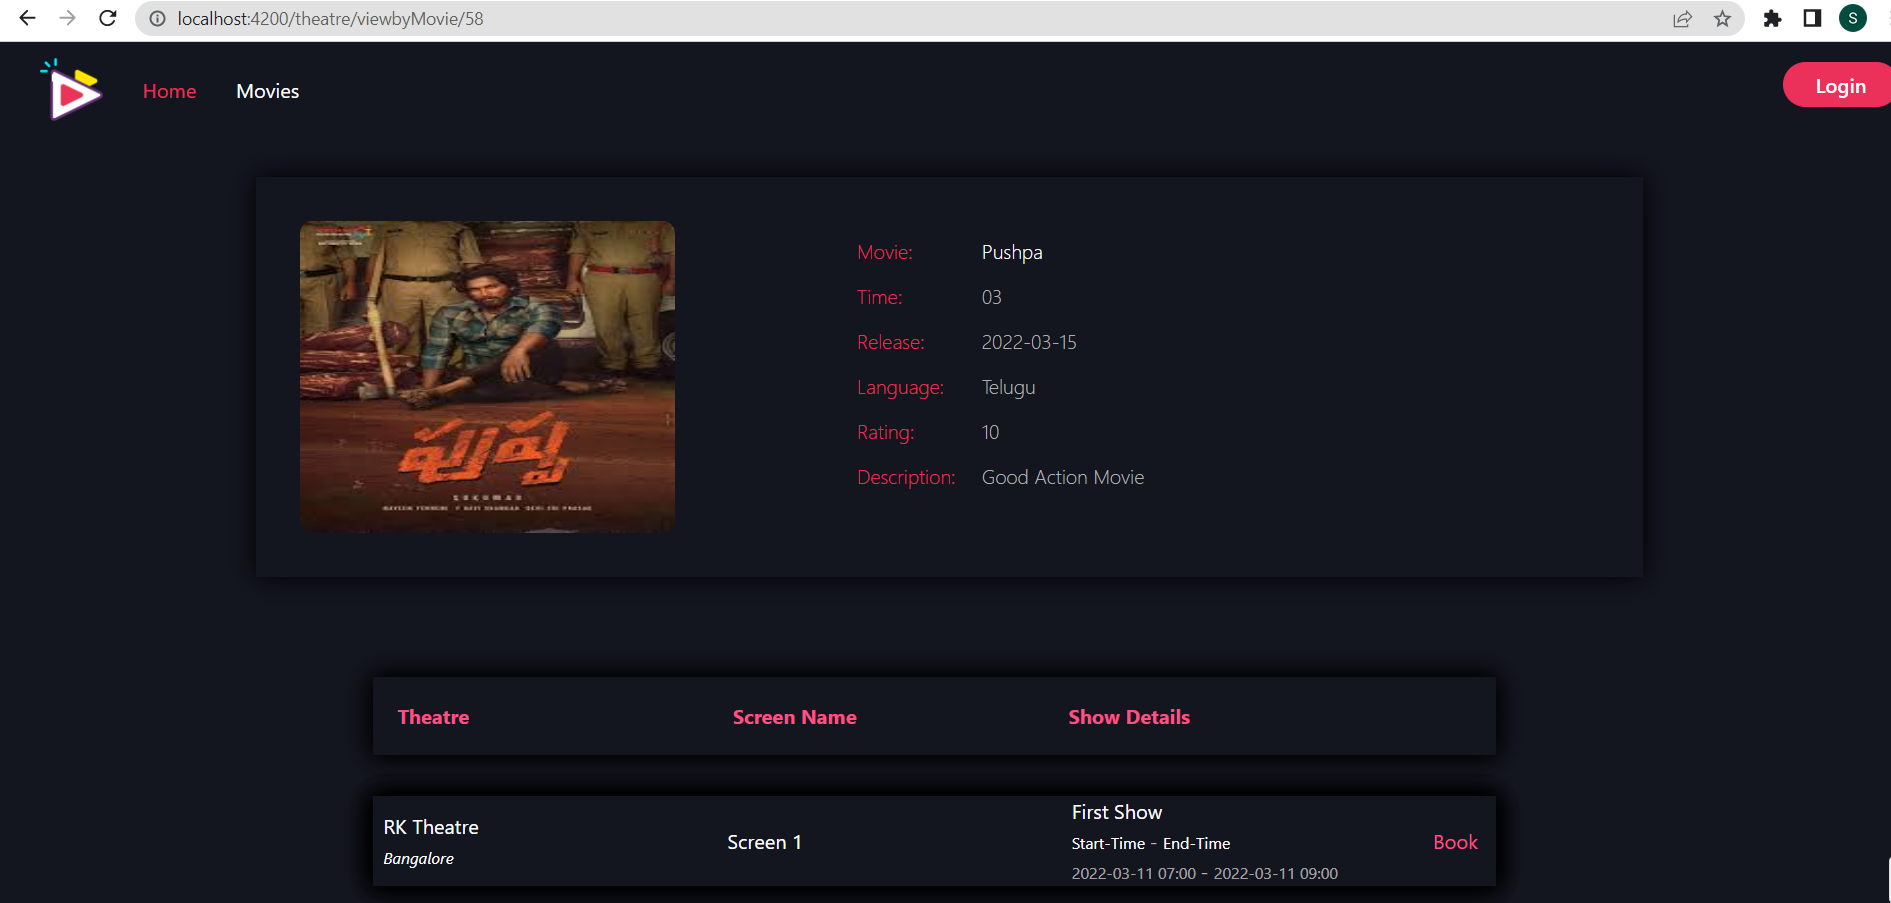 localhost:4200/theatre/viewbyMovie/58
S
Home Movies Login
పుష్ప
SUKUMAR
Movie: Pushpa
Time: 03
Release: 2022-03-15
Language: Telugu
Rating: 10
Description: Good Action Movie
Theatre Screen Name Show Details
RK Theatre
Bangalore
Screen 1
First Show
Start-Time - End-Time
2022-03-11 07:00 - 2022-03-11 09:00
Book